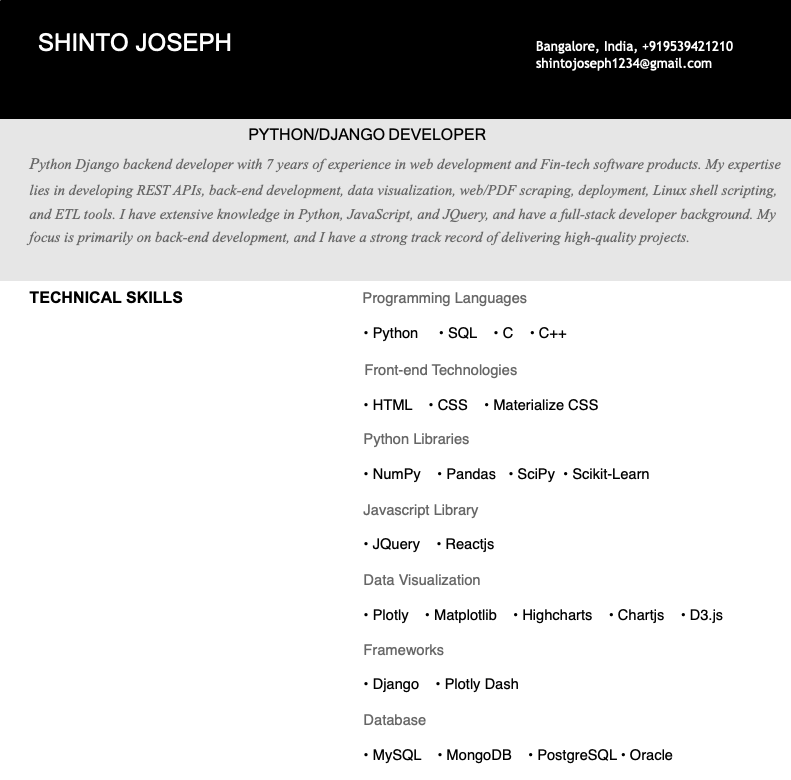 SHINTO JOSEPH
Bangalore, India, +919539421210
shintojoseph1234@gmail.com
PYTHON/DJANGO DEVELOPER
Python Django backend developer with 7 years of experience in web development and Fin-tech software products. My expertise
lies in developing REST APIs, back-end development, data visualization, web/PDF scraping, deployment, Linux shell scripting,
and ETL tools. I have extensive knowledge in Python, JavaScript, and JQuery, and have a full-stack developer background. My
focus is primarily on back-end development, and I have a strong track record of delivering high-quality projects.
TECHNICAL SKILLS
Programming Languages
• Python • SQL • C • C++
Front-end Technologies
• HTML • CSS • Materialize CSS
Python Libraries
• NumPy • Pandas • SciPy • Scikit-Learn
Javascript Library
• JQuery • Reactjs
Data Visualization
• Plotly • Matplotlib • Highcharts • Chartjs • D3.js
Frameworks
• Django • Plotly Dash
Database
• MySQL • MongoDB • PostgreSQL • Oracle